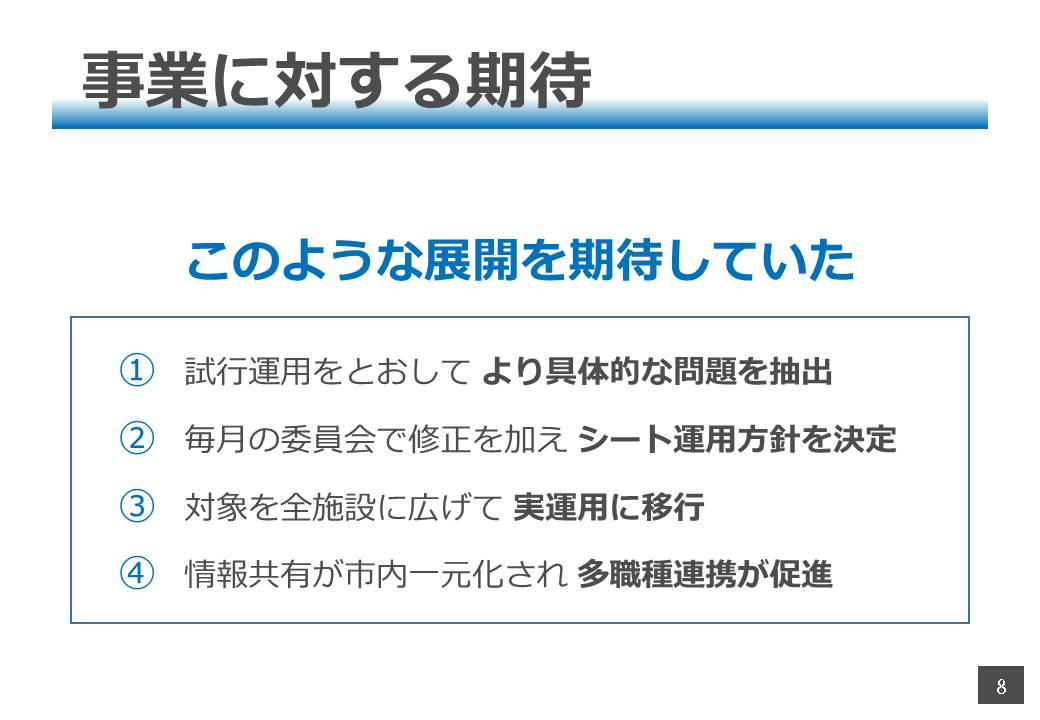 事業に対する期待
このような展開を期待していた
① 試行運用をとおして より具体的な問題を抽出
② 毎月の委員会で修正を加え シート運用方針を決定
③ 対象を全施設に広げて 実運用に移行
④ 情報共有が市内一元化され 多職種連携が促進
8